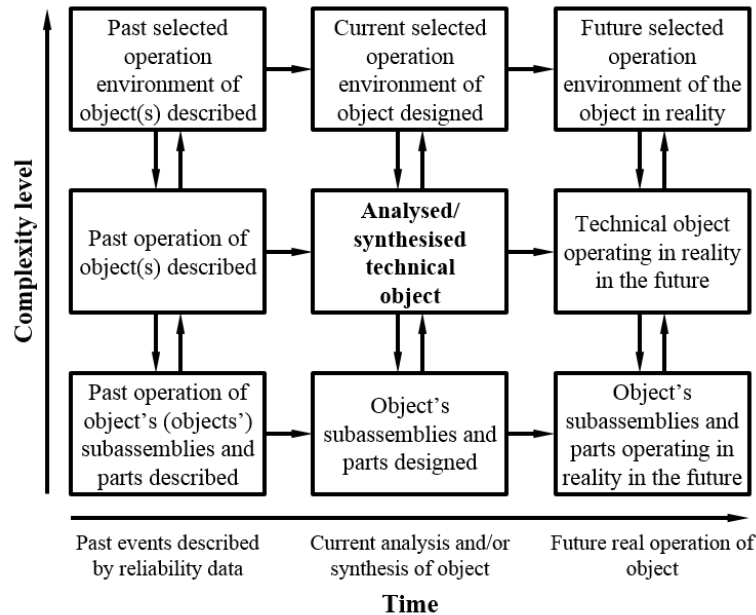 Complexity level
Past selected
operation
environment of
object(s) described
Current selected
operation
environment of
object designed
Future selected
operation
environment of the
object in reality
Past operation of
object(s) described
Analysed/
synthesised
technical
object
Technical object
operating in reality
in the future
Past operation of
object’s (objects’)
subassemblies and
parts described
Object’s
subassemblies and
parts designed
Object’s
subassemblies and
parts operating in
reality in the future
Past events described
by reliability data
Current analysis and/or
synthesis of object
Future real operation of
object
Time